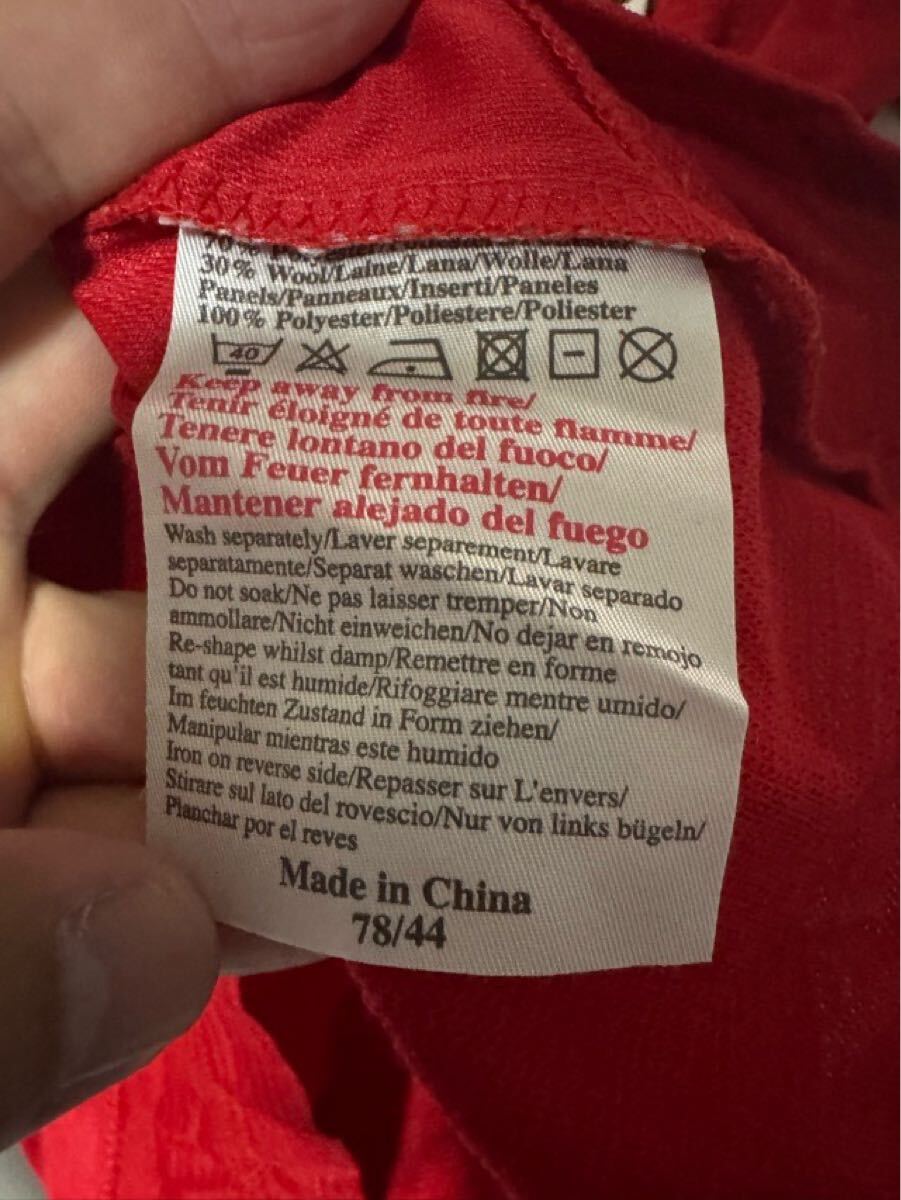 30% Wool/Laine/Lana/Wolle/Lana
Panels/Panneaux/Inserti/Paneles
100% Polyester/Poliestere/Poliester
40
Keep away from fire/
Tenir éloigné de toute flamme/
Tenere lontano del fuoco/
Vom Feuer fernhalten/
Mantener alejado del fuego
Wash separately/Laver separement/Lavare
separatamente/Separat waschen/Lavar separado
Do not soak/Ne pas laisser tremper/Non
ammollare/Nicht einweichen/No dejar en remojo
Re-shape whilst damp/Remettre en forme
tant qu'il est humide/Rifoggiare mentre umido/
Im feuchten Zustand in Form ziehen/
Manipular mientras este humido
Iron on reverse side/Repasser sur L'envers/
Stirare sul lato del rovescio/Nur von links bügeln/
Planchar por el reves
Made in China
78/44